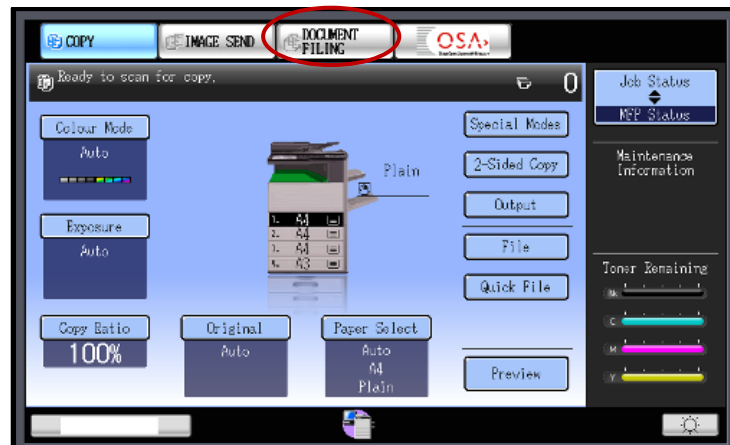 COPY
IMAGE SEND
DOCUMENT
FILING
OSA
Ready to scan for copy.
0
Job Status
MFP Status
Colour Mode
Auto
Special Modes
Plain
2-Sided Copy
Maintenance
Information
Output
Exposure
Auto
1. A4
2. A4
3. A4
4. A3
File
Quick File
Toner Remaining
Bk
C
M
Y
Copy Ratio
100%
Original
Auto
Paper Select
Auto
A4
Plain
Preview